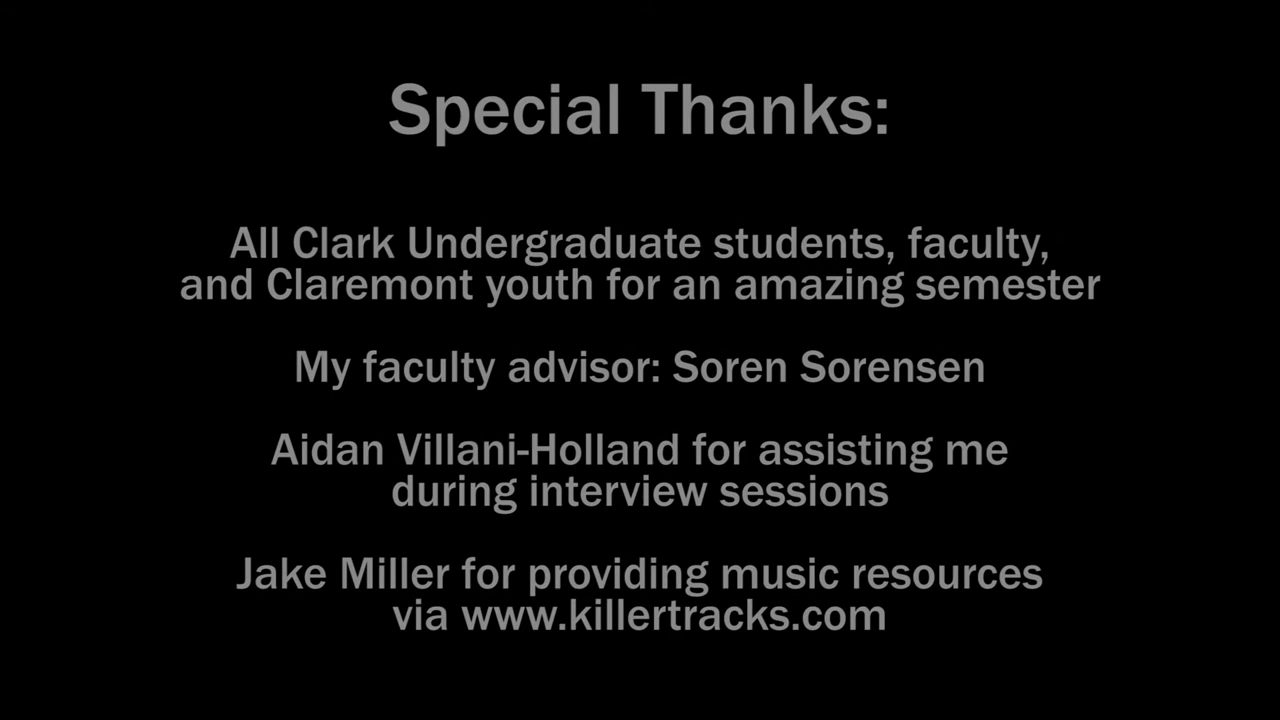 Special Thanks:
All Clark Undergraduate students, faculty,
and Claremont youth for an amazing semester
My faculty advisor: Soren Sorensen
Aidan Villani-Holland for assisting me
during interview sessions
Jake Miller for providing music resources
via www.killertracks.com